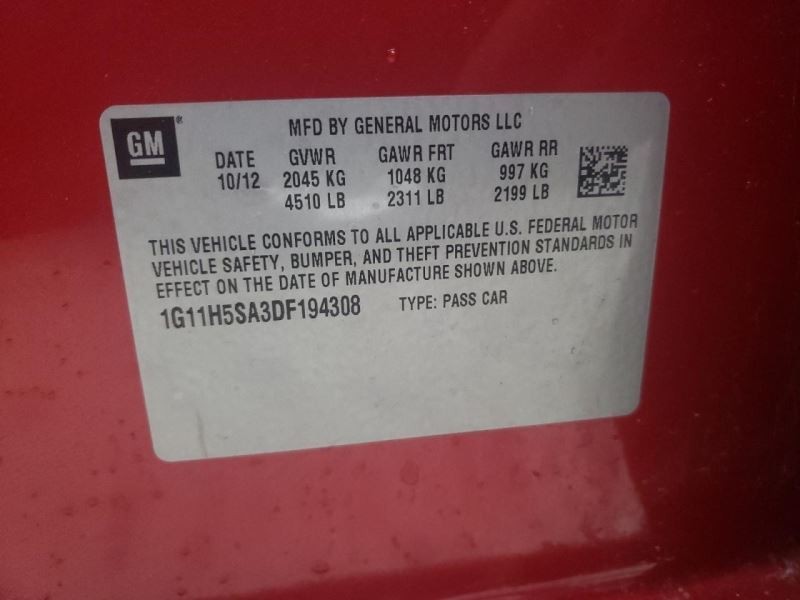 GM®
MFD BY GENERAL MOTORS LLC
DATE GVWR GAWR FRT GAWR RR
10/12 2045 KG 1048 KG 997 KG
4510 LB 2311 LB 2199 LB
THIS VEHICLE CONFORMS TO ALL APPLICABLE U.S. FEDERAL MOTOR
VEHICLE SAFETY, BUMPER, AND THEFT PREVENTION STANDARDS IN
EFFECT ON THE DATE OF MANUFACTURE SHOWN ABOVE.
1G11H5SA3DF194308 TYPE: PASS CAR